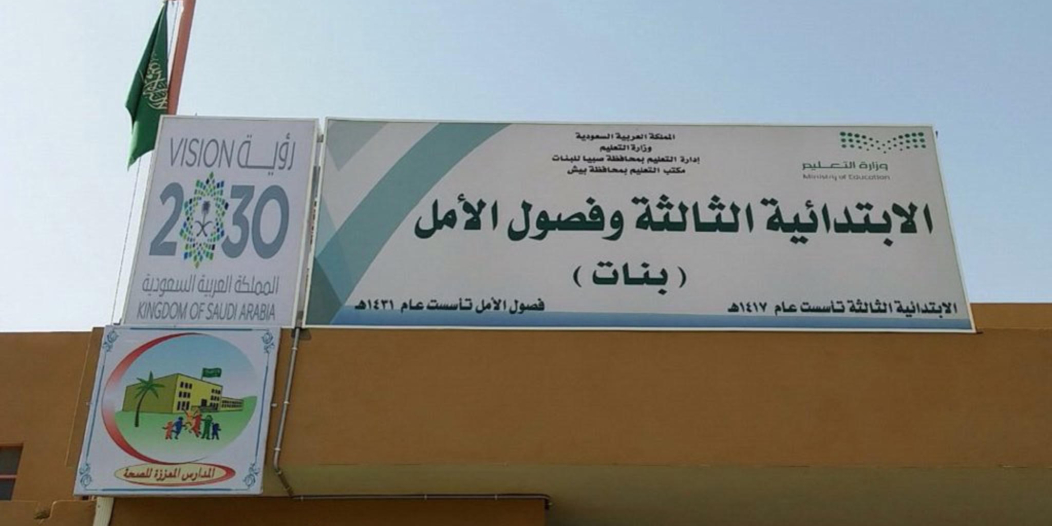 المملكة العربية السعودية
وزارة التعليم
إدارة التعليم بمحافظة صبيا للبنات
مكتب التعليم بمحافظة بيش
وزارة التعليم
Ministry of Education
الابتدائية الثالثة وفصول الأمل
( بنات )
الابتدائية الثالثة تأسست عام ١٤١٧هـ
فصول الأمل تأسست عام ١٤٣١هـ
VISION رؤيـــة
2030
المملكة العربية السعودية
KINGDOM OF SAUDI ARABIA
المدارس المعززة للصحة